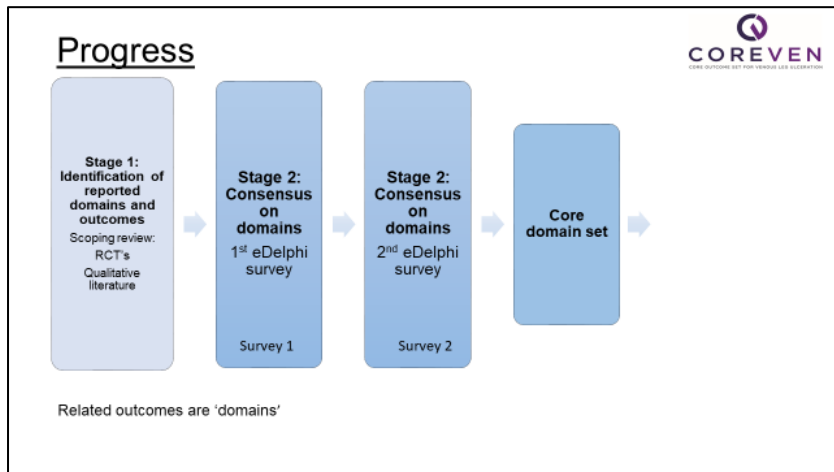 Progress
COREVEN
CORE OUTCOME SET FOR VENOUS LEG ULCERATION
Stage 1:
Identification of
reported
domains and
outcomes
Scoping review:
RCT's
Qualitative
literature
Stage 2:
Consensus
on
domains
1st eDelphi
survey
Survey 1
Stage 2:
Consensus
on
domains
2nd eDelphi
survey
Survey 2
Core
domain set
Related outcomes are 'domains'